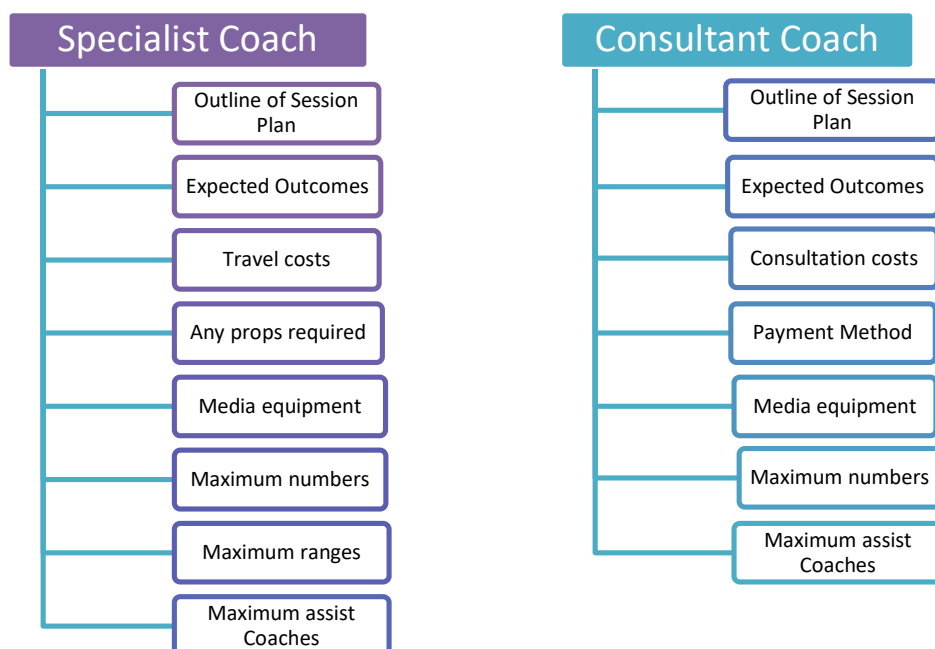 Specialist Coach
Outline of Session
Plan
Expected Outcomes
Travel costs
Any props required
Media equipment
Maximum numbers
Maximum ranges
Maximum assist
Coaches
Consultant Coach
Outline of Session
Plan
Expected Outcomes
Consultation costs
Payment Method
Media equipment
Maximum numbers
Maximum assist
Coaches